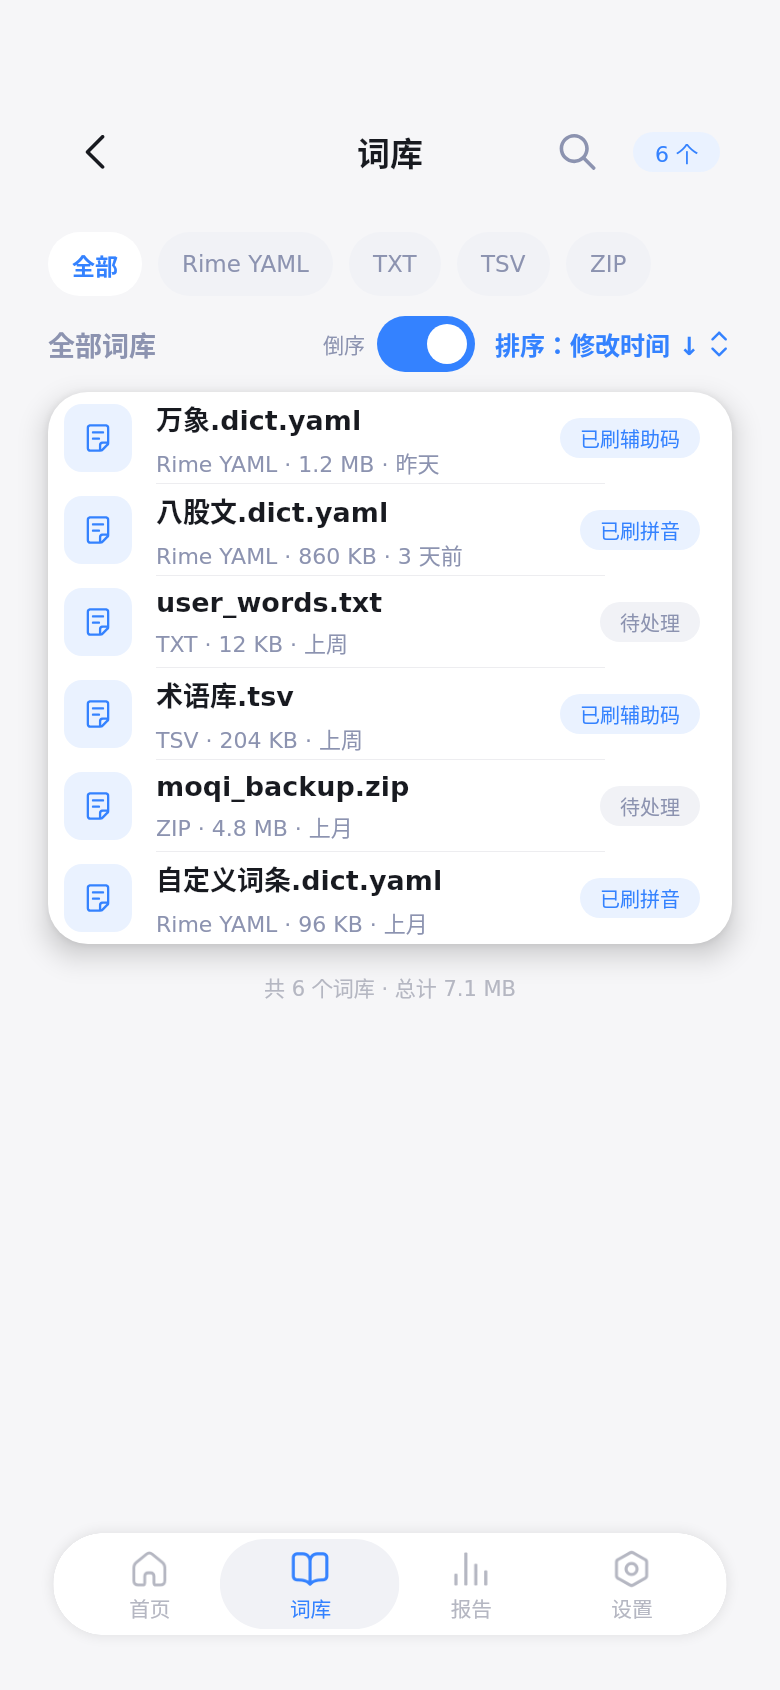 词库
6 个
全部
Rime YAML
TXT
TSV
ZIP
全部词库
倒序
排序：修改时间 ↓
万象.dict.yaml
Rime YAML · 1.2 MB · 昨天
已刷辅助码
八股文.dict.yaml
Rime YAML · 860 KB · 3 天前
已刷拼音
user_words.txt
TXT · 12 KB · 上周
待处理
术语库.tsv
TSV · 204 KB · 上周
已刷辅助码
moqi_backup.zip
ZIP · 4.8 MB · 上月
待处理
自定义词条.dict.yaml
Rime YAML · 96 KB · 上月
已刷拼音
共 6 个词库 · 总计 7.1 MB
首页
词库
报告
设置